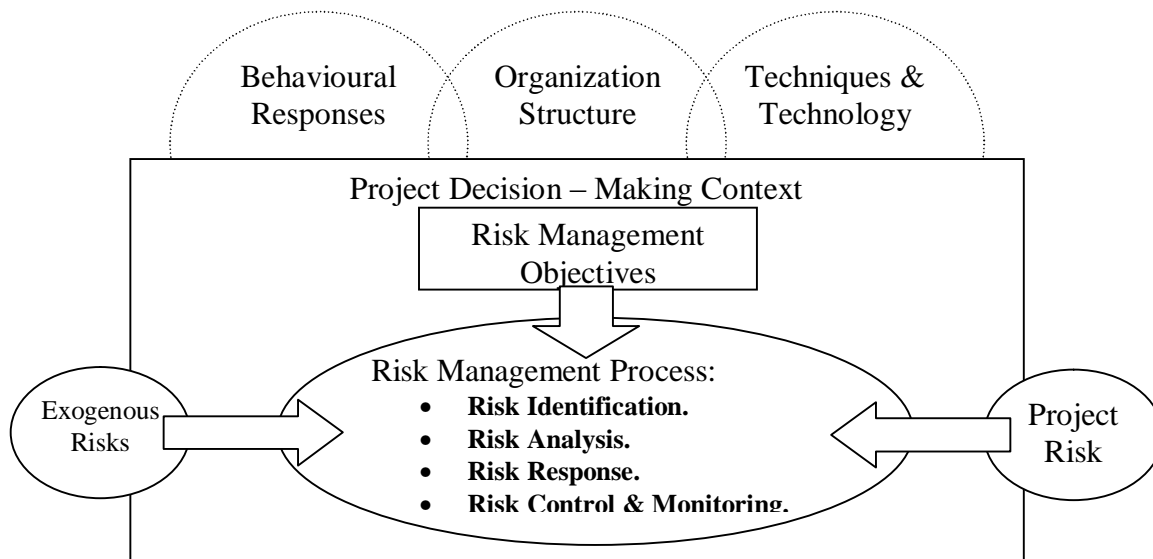 Behavioural
Responses
Organization
Structure
Techniques &
Technology
Project Decision – Making Context
Risk Management
Objectives
Risk Management Process:
• Risk Identification.
• Risk Analysis.
• Risk Response.
• Risk Control & Monitoring.
Exogenous
Risks
Project
Risk